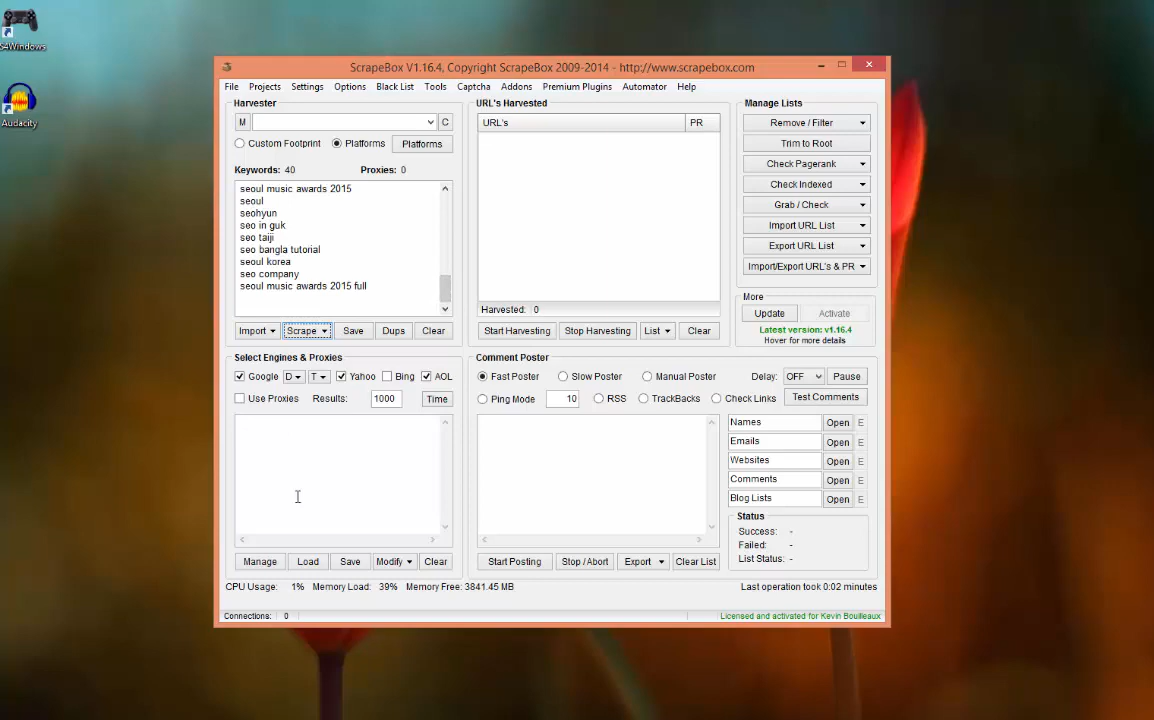 S4Windows
Audacity
ScrapeBox V1.16.4, Copyright ScrapeBox 2009-2014 - http://www.scrapebox.com
File Projects Settings Options Black List Tools Captcha Addons Premium Plugins Automator Help
Harvester
M C
Custom Footprint Platforms Platforms
Keywords: 40 Proxies: 0
seoul music awards 2015
seoul
seohyun
seo in guk
seo taiji
seo bangla tutorial
seoul korea
seo company
seoul music awards 2015 full
Import Scrape Save Dups Clear
URL's Harvested
URL's PR
Harvested: 0
Start Harvesting Stop Harvesting List Clear
Manage Lists
Remove / Filter
Trim to Root
Check Pagerank
Check Indexed
Grab / Check
Import URL List
Export URL List
Import/Export URL's & PR
More
Update Activate
Latest version: v1.16.4
Hover for more details
Select Engines & Proxies
Google D T Yahoo Bing AOL
Use Proxies Results: 1000 Time
Manage Load Save Modify Clear
Comment Poster
Fast Poster Slow Poster Manual Poster Delay: OFF Pause
Ping Mode 10 RSS TrackBacks Check Links Test Comments
Names Open E
Emails Open E
Websites Open E
Comments Open E
Blog Lists Open E
Status
Success: -
Failed: -
List Status: -
Start Posting Stop / Abort Export Clear List
CPU Usage: 1% Memory Load: 39% Memory Free: 3841.45 MB Last operation took 0:02 minutes
Connections: 0 Licensed and activated for Kevin Bouilleaux